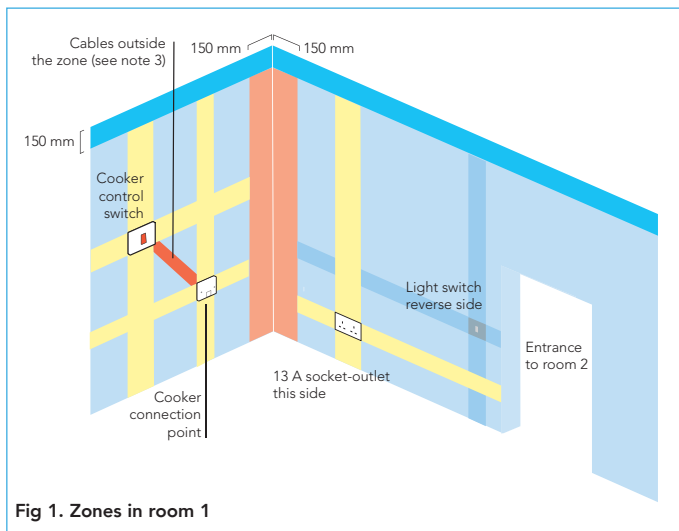 Cables outside
the zone (see note 3)
150 mm
150 mm
150 mm
Cooker
control
switch
Light switch
reverse side
Entrance
to room 2
13 A socket-outlet
this side
Cooker
connection
point
Fig 1. Zones in room 1